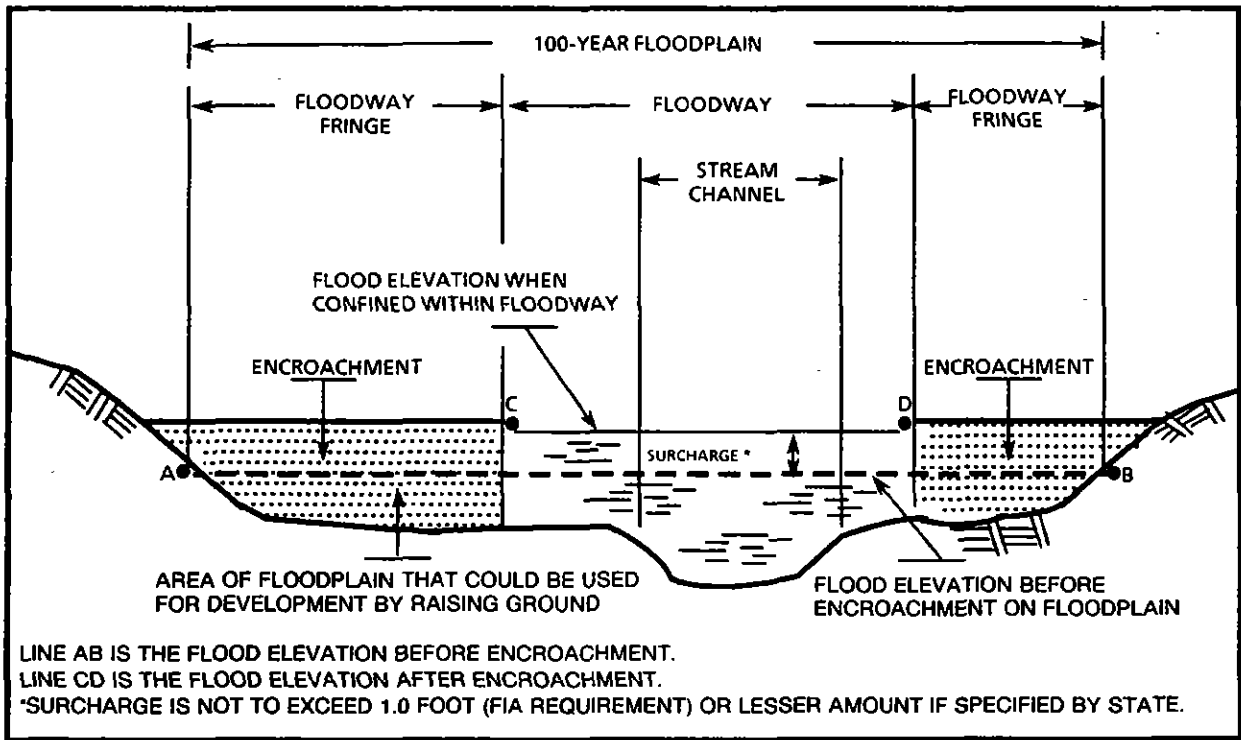 100-YEAR FLOODPLAIN
FLOODWAY
FRINGE
FLOODWAY
FLOODWAY
FRINGE
STREAM
CHANNEL
FLOOD ELEVATION WHEN
CONFINED WITHIN FLOODWAY
ENCROACHMENT
ENCROACHMENT
C
D
SURCHARGE *
A
B
AREA OF FLOODPLAIN THAT COULD BE USED
FOR DEVELOPMENT BY RAISING GROUND
FLOOD ELEVATION BEFORE
ENCROACHMENT ON FLOODPLAIN
LINE AB IS THE FLOOD ELEVATION BEFORE ENCROACHMENT.
LINE CD IS THE FLOOD ELEVATION AFTER ENCROACHMENT.
*SURCHARGE IS NOT TO EXCEED 1.0 FOOT (FIA REQUIREMENT) OR LESSER AMOUNT IF SPECIFIED BY STATE.